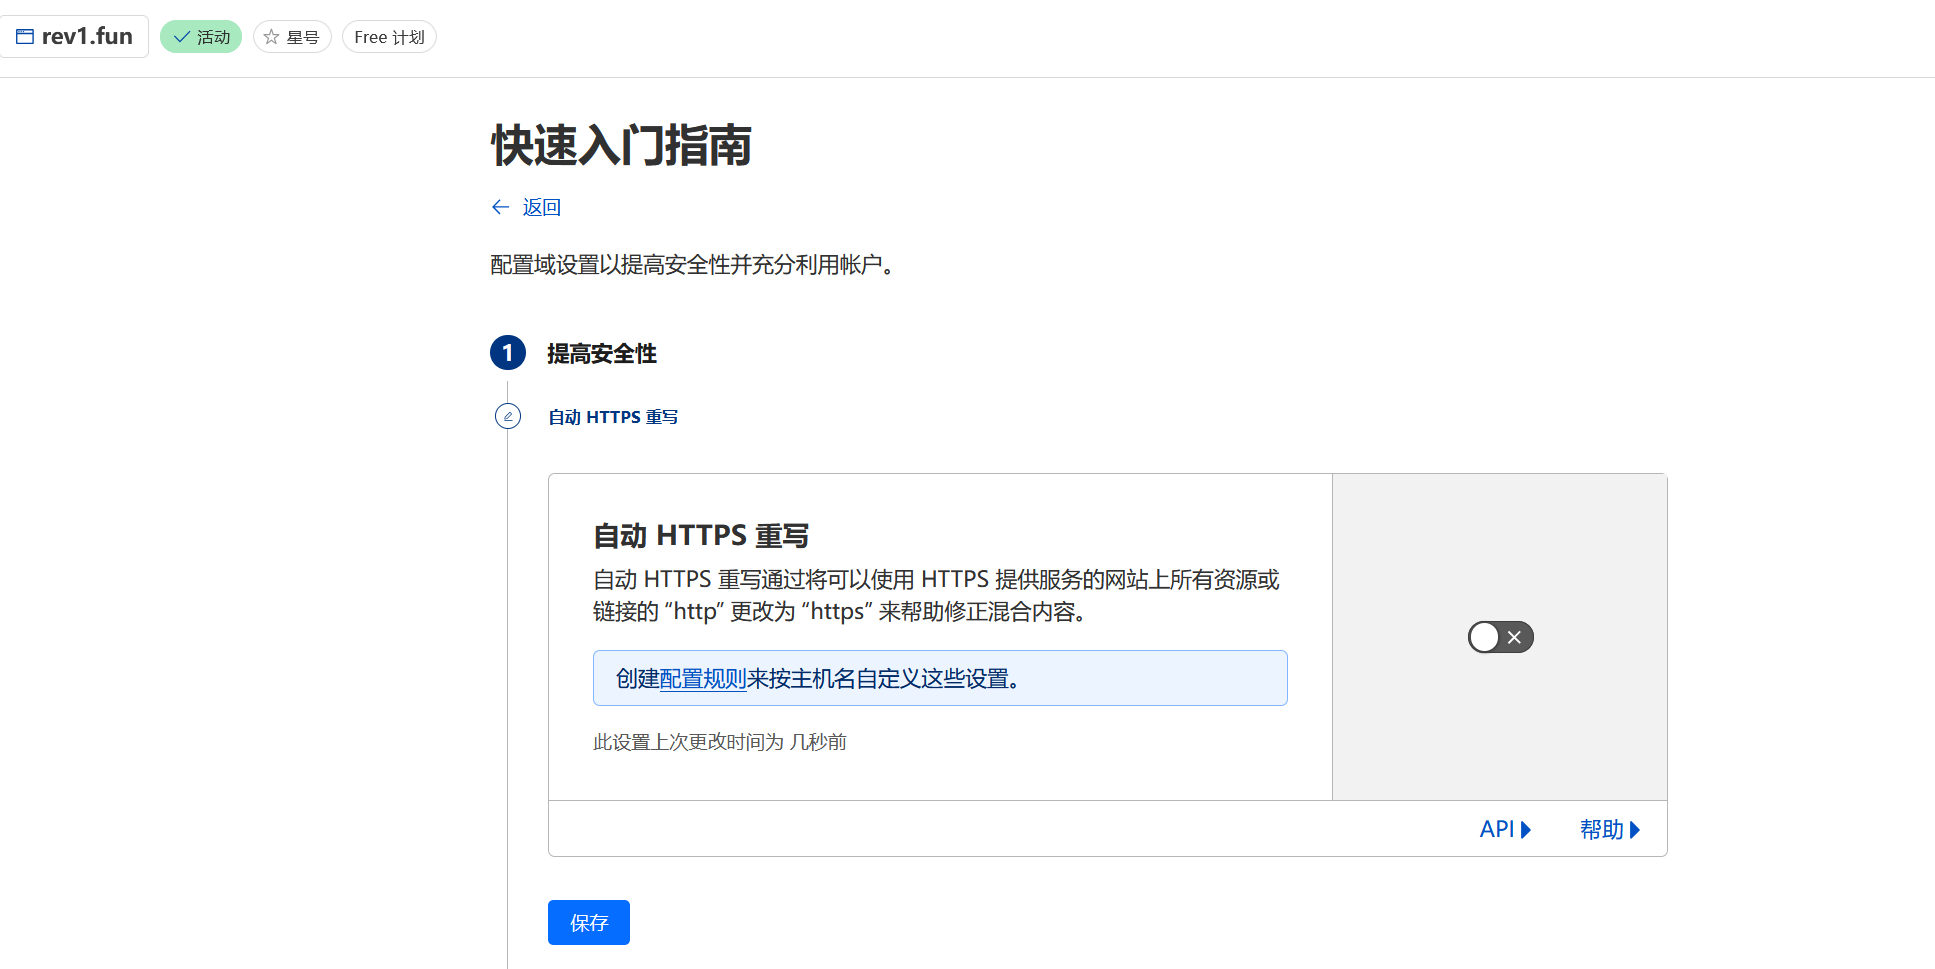 rev1.fun
活动
星号
Free 计划
快速入门指南
返回
配置域设置以提高安全性并充分利用帐户。
1 提高安全性
自动 HTTPS 重写
自动 HTTPS 重写
自动 HTTPS 重写通过将可以使用 HTTPS 提供服务的网站上所有资源或
链接的 “http” 更改为 “https” 来帮助修正混合内容。
创建配置规则来按主机名自定义这些设置。
此设置上次更改时间为 几秒前
API
帮助
保存